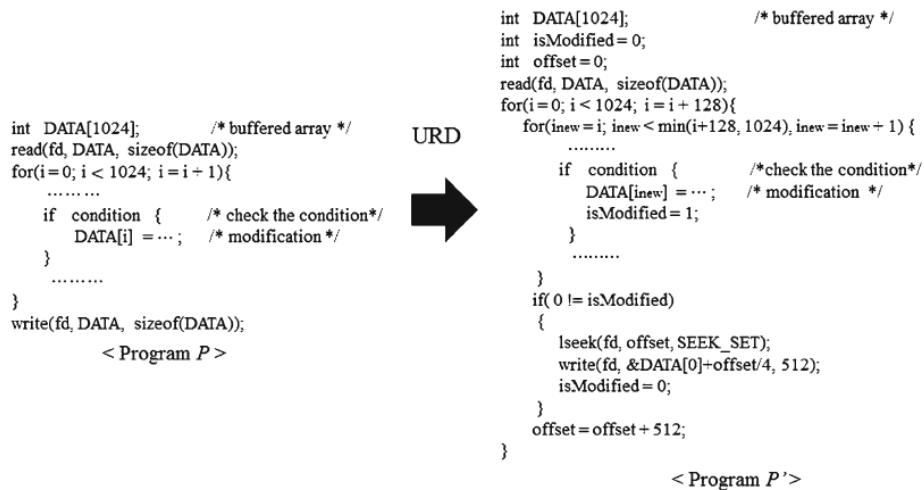 int DATA[1024]; /* buffered array */
read(fd, DATA, sizeof(DATA));
for(i = 0; i < 1024; i = i + 1){
………
if condition { /* check the condition*/
DATA[i] = ⋯ ; /* modification */
}
………
}
write(fd, DATA, sizeof(DATA));
< Program P >
URD
int DATA[1024]; /* buffered array */
int isModified = 0;
int offset = 0;
read(fd, DATA, sizeof(DATA));
for(i = 0; i < 1024; i = i + 128){
for(inew = i; inew < min(i+128, 1024), inew = inew + 1) {
………
if condition { /*check the condition*/
DATA[inew] = ⋯ ; /* modification */
isModified = 1;
}
………
}
if( 0 != isModified)
{
lseek(fd, offset, SEEK_SET);
write(fd, &DATA[0]+offset/4, 512);
isModified = 0;
}
offset = offset + 512;
}
< Program P’ >